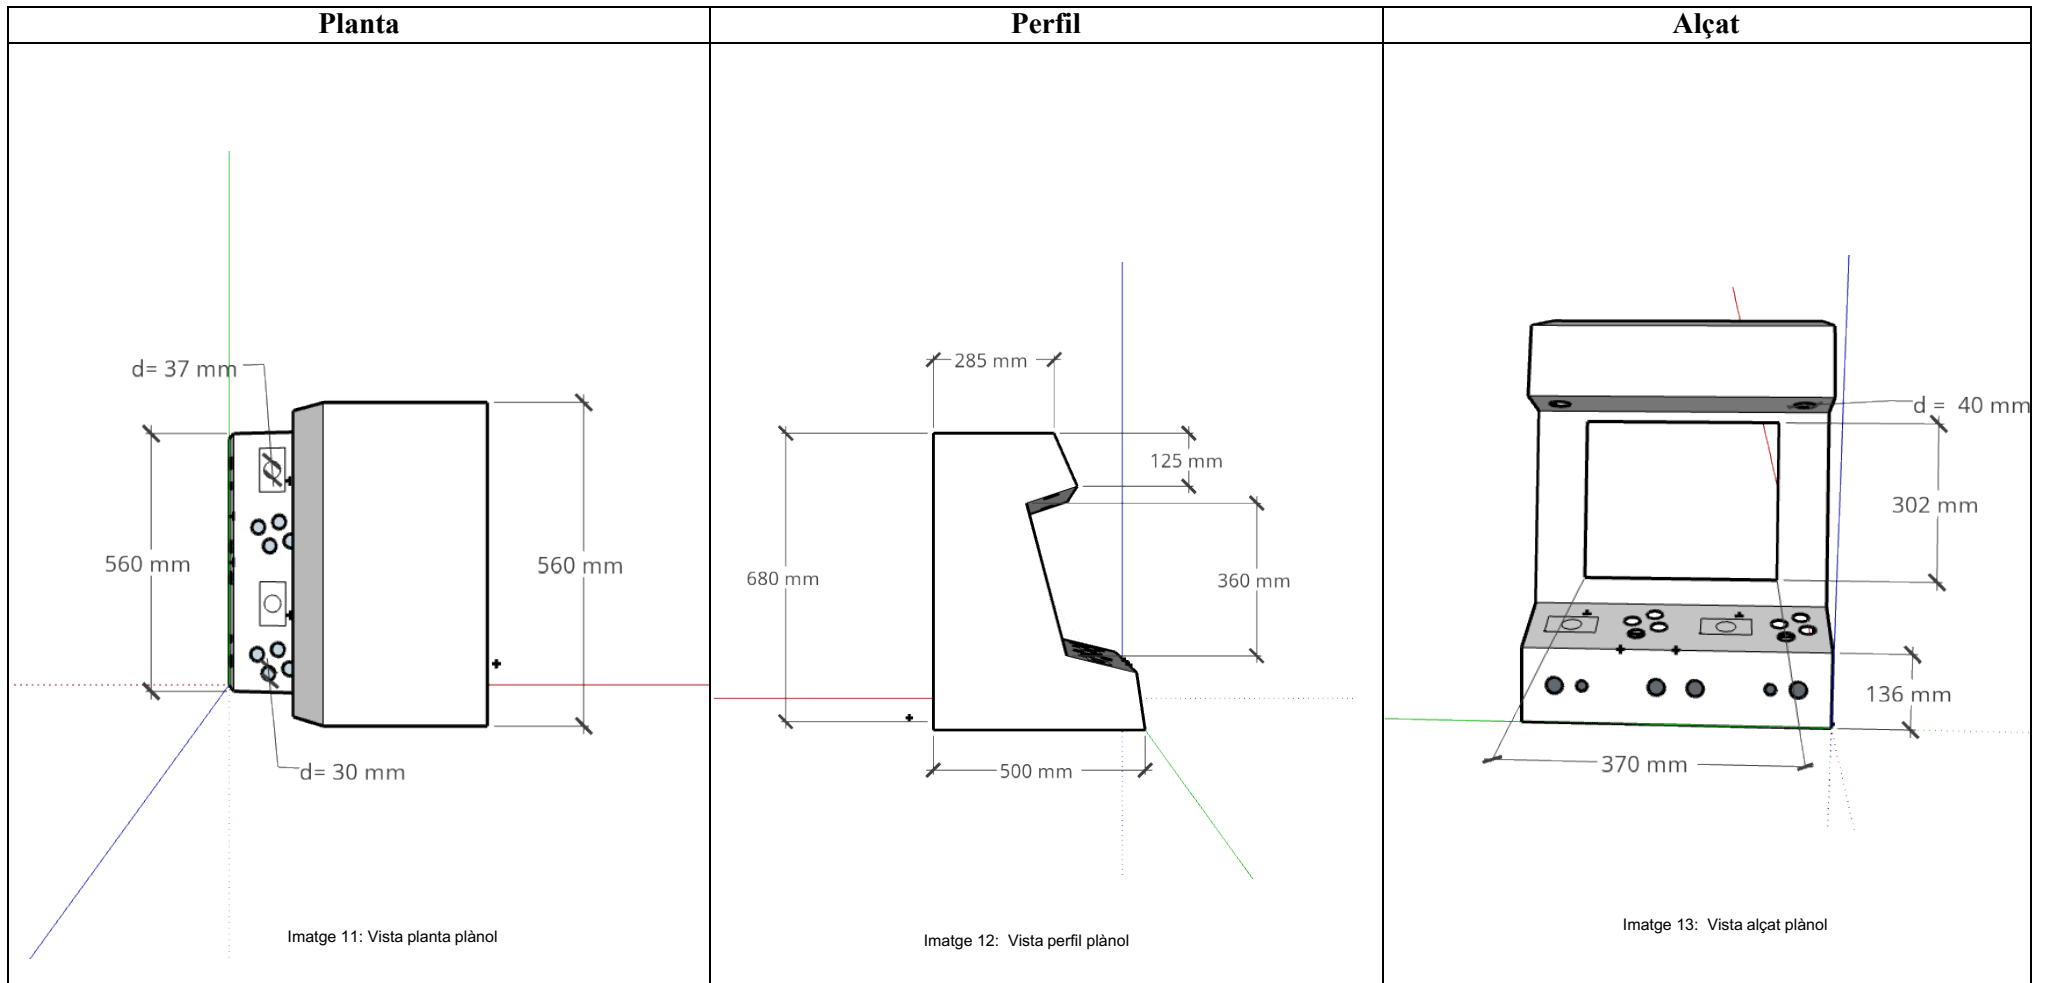 Planta
Perfil
Alçat
d= 37 mm
560 mm
560 mm
d= 30 mm
Imatge 11: Vista planta plànol
285 mm
125 mm
680 mm
360 mm
500 mm
Imatge 12:  Vista perfil plànol
d =  40 mm
302 mm
136 mm
370 mm
Imatge 13:  Vista alçat plànol